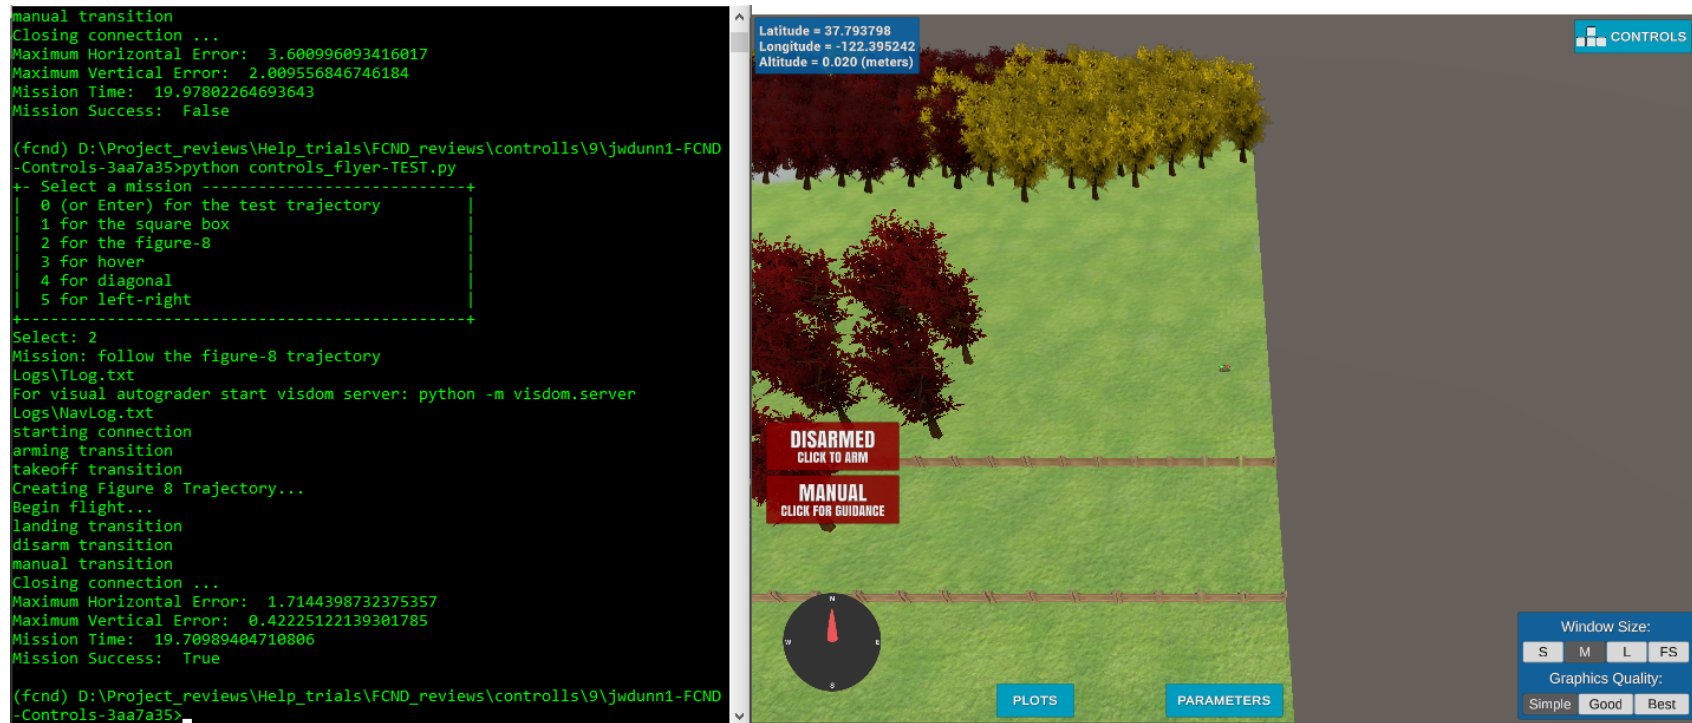 manual transition
Closing connection ...
Maximum Horizontal Error:  3.600996093416017
Maximum Vertical Error:  2.009556846746184
Mission Time:  19.97802264693643
Mission Success:  False
(fcnd) D:\Project_reviews\Help_trials\FCND_reviews\controlls\9\jwdunn1-FCND
-Controls-3aa7a35>python controls_flyer-TEST.py
+- Select a mission ----------------------------+
|  0 (or Enter) for the test trajectory         |
|  1 for the square box                         |
|  2 for the figure-8                           |
|  3 for hover                                  |
|  4 for diagonal                               |
|  5 for left-right                             |
+-----------------------------------------------+
Select: 2
Mission: follow the figure-8 trajectory
Logs\TLog.txt
For visual autograder start visdom server: python -m visdom.server
Logs\NavLog.txt
starting connection
arming transition
takeoff transition
Creating Figure 8 Trajectory...
Begin flight...
landing transition
disarm transition
manual transition
Closing connection ...
Maximum Horizontal Error:  1.7144398732375357
Maximum Vertical Error:  0.42225122139301785
Mission Time:  19.70989404710806
Mission Success:  True
(fcnd) D:\Project_reviews\Help_trials\FCND_reviews\controlls\9\jwdunn1-FCND
-Controls-3aa7a35>
Latitude = 37.793798
Longitude = -122.395242
Altitude = 0.020 (meters)
CONTROLS
DISARMED
CLICK TO ARM
MANUAL
CLICK FOR GUIDANCE
N
W
E
S
PLOTS
PARAMETERS
Window Size:
S M L FS
Graphics Quality:
Simple Good Best